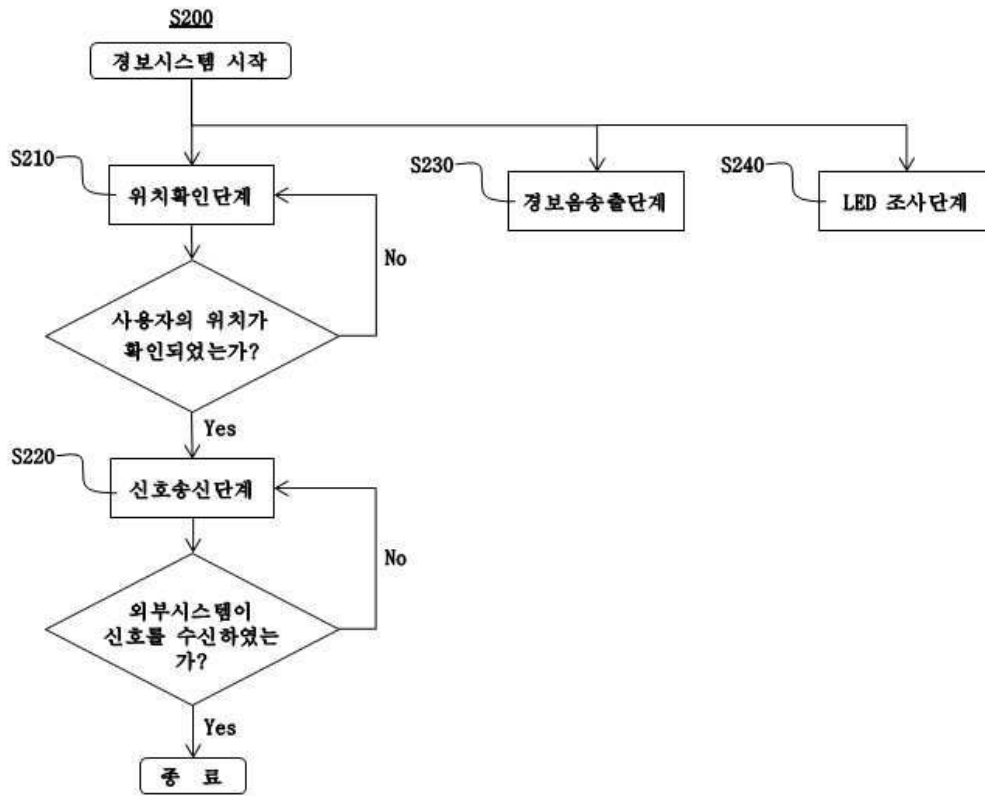 S200
경보시스템 시작
S210
위치확인단계
S230
경보음송출단계
S240
LED 조사단계
No
사용자의 위치가
확인되었는가?
Yes
S220
신호송신단계
No
외부시스템이
신호를 수신하였는
가?
Yes
종 료